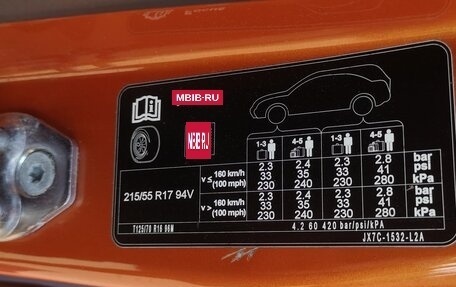 MBIB-RU
MBIB.RU
1-3 4-5 1-3 4-5
215/55 R17 94V
v ≤ 160 km/h (100 mph)
2.3 2.4 2.3 2.8 bar
33 35 33 41 psi
230 240 230 280 kPa
v > 160 km/h (100 mph)
2.3 2.4 2.3 2.8 bar
33 35 33 41 psi
230 240 230 280 kPa
T125/70 R16 96M
4.2 60 420 bar/psi/kPA
JX7C-1532-L2A